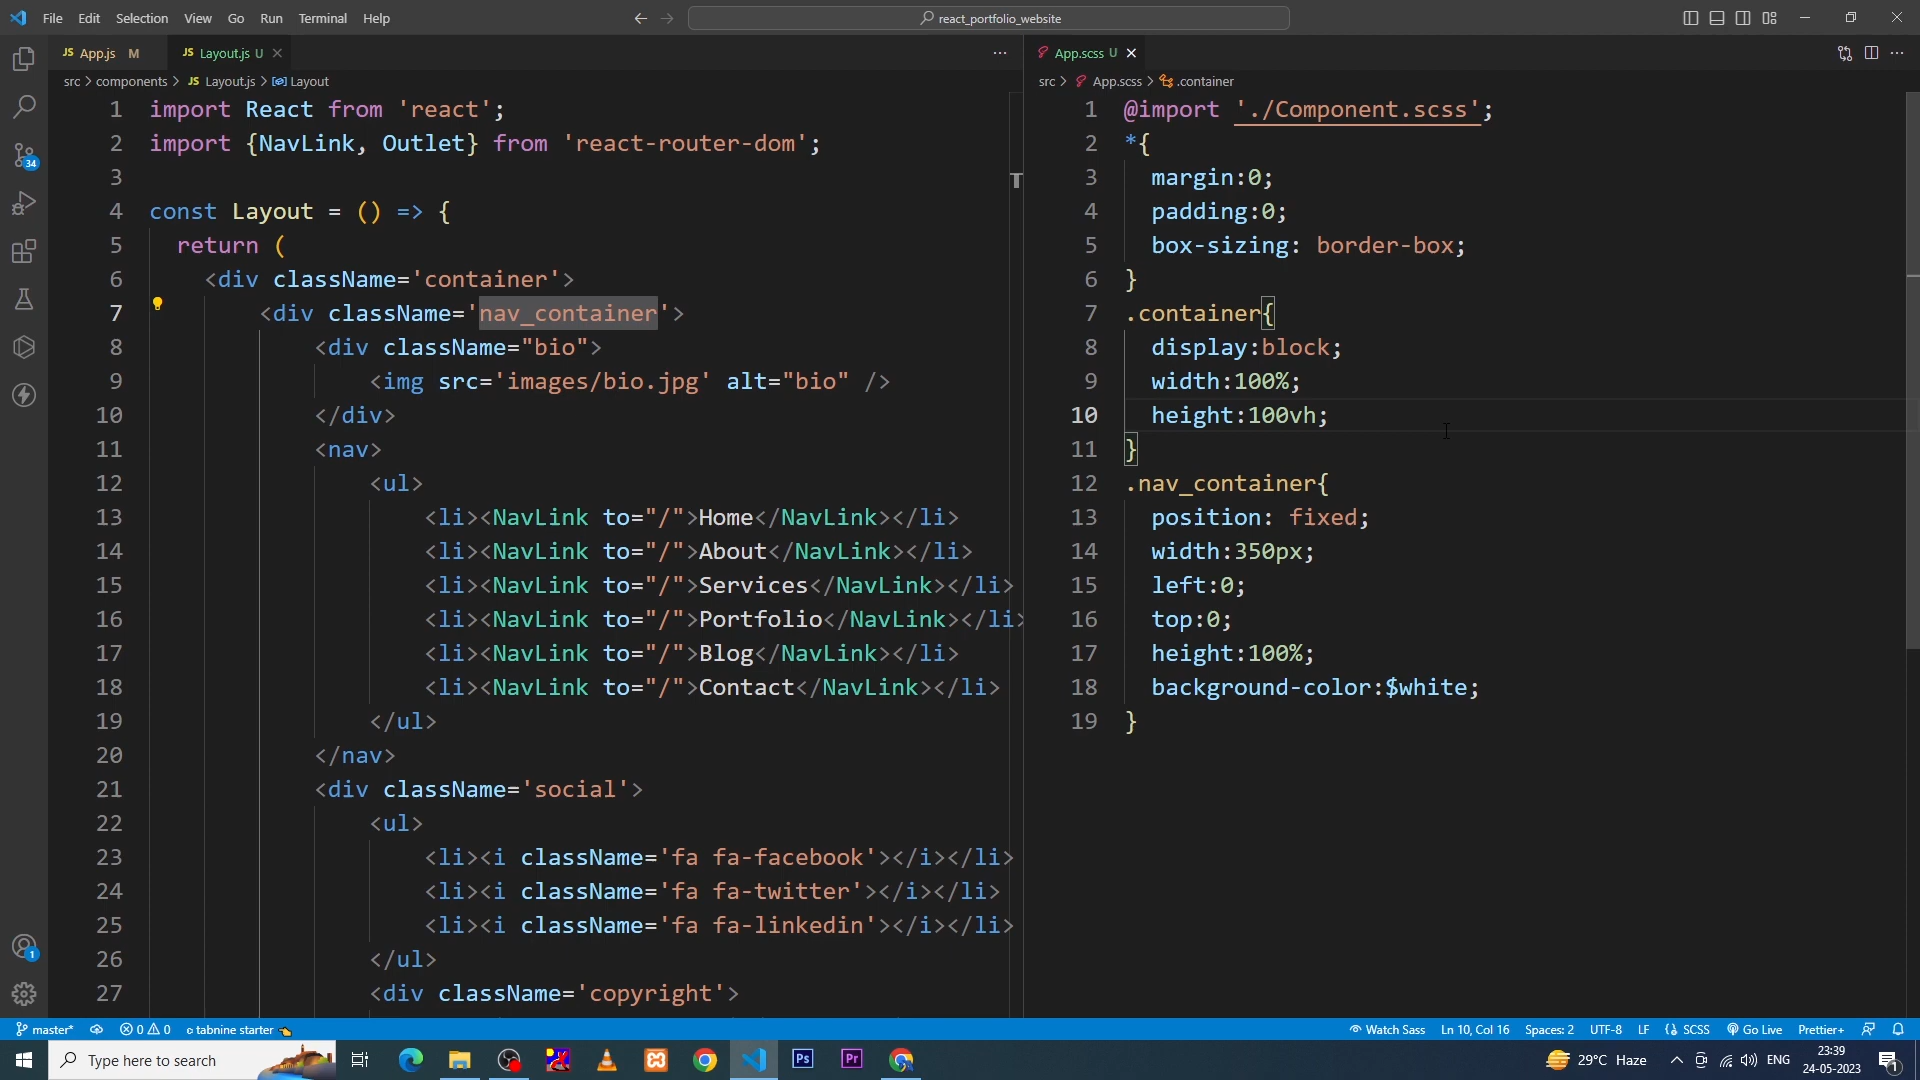 File Edit Selection View Go Run Terminal Help
react_portfolio_website
JS App.js M
JS Layout.js U
App.scss U
src > components > JS Layout.js > Layout
src > App.scss > .container
1 import React from 'react';
2 import {NavLink, Outlet} from 'react-router-dom';
3
4 const Layout = () => {
5 return (
6 <div className='container'>
7 <div className='nav_container'>
8 <div className="bio">
9 <img src='images/bio.jpg' alt="bio" />
10 </div>
11 <nav>
12 <ul>
13 <li><NavLink to="/">Home</NavLink></li>
14 <li><NavLink to="/">About</NavLink></li>
15 <li><NavLink to="/">Services</NavLink></li>
16 <li><NavLink to="/">Portfolio</NavLink></li>
17 <li><NavLink to="/">Blog</NavLink></li>
18 <li><NavLink to="/">Contact</NavLink></li>
19 </ul>
20 </nav>
21 <div className='social'>
22 <ul>
23 <li><i className='fa fa-facebook'></i></li>
24 <li><i className='fa fa-twitter'></i></li>
25 <li><i className='fa fa-linkedin'></i></li>
26 </ul>
27 <div className='copyright'>
1 @import './Component.scss';
2 *{
3 margin:0;
4 padding:0;
5 box-sizing: border-box;
6 }
7 .container{
8 display:block;
9 width:100%;
10 height:100vh;
11 }
12 .nav_container{
13 position: fixed;
14 width:350px;
15 left:0;
16 top:0;
17 height:100%;
18 background-color:$white;
19 }
34
1
master* 0 0 tabnine starter
Watch Sass Ln 10, Col 16 Spaces: 2 UTF-8 LF SCSS Go Live Prettier+
Type here to search
Ps
Pr
29°C Haze
ENG
23:39
24-05-2023
1